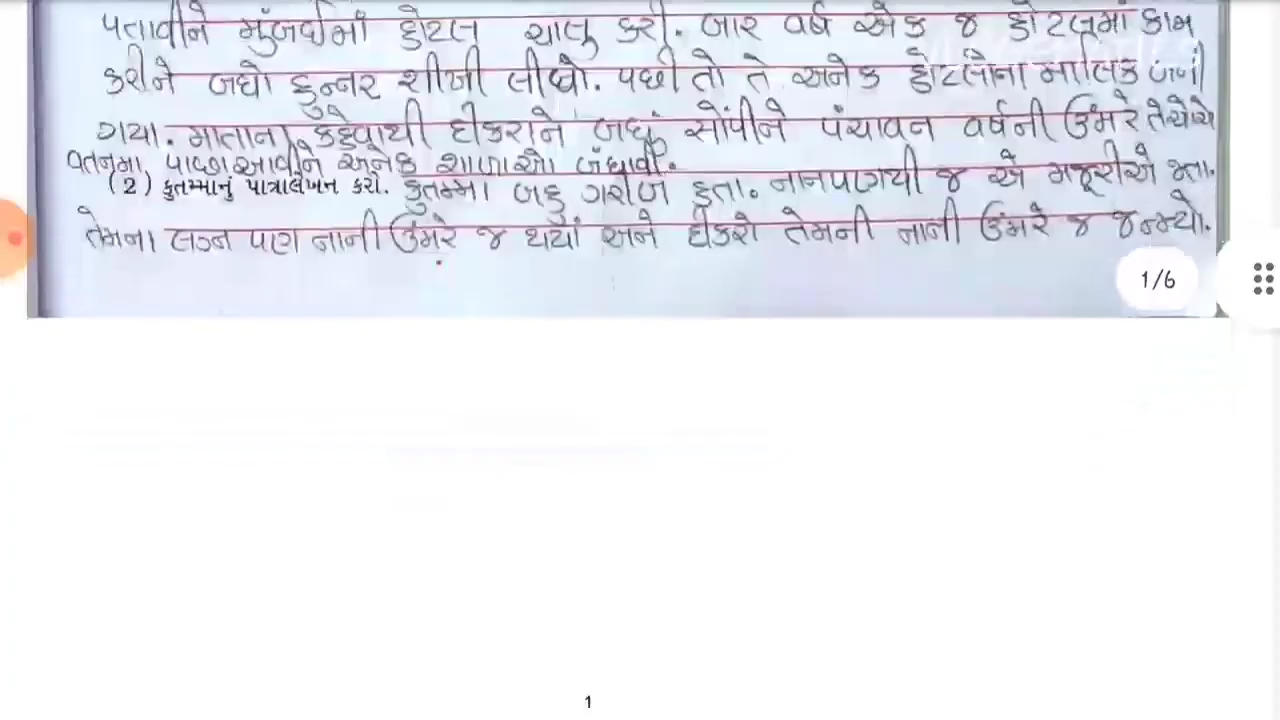 પતાવીને મુંબઈમાં હોટલ ચાલુ કરી. બાર વર્ષ એક જ હોટલમાં કામ
કરીને બધો હુન્નર શીખી લીધો. પછી તો તે અનેક હોટલોના માલિક બની
ગયા. માતાના કહેવાથી દીકરાને બધું સોંપીને પંચાવન વર્ષની ઉંમરે
વતનમાં પાછા આવીને અનેક શાળાઓ બંધાવી.
(2) કુતમ્માનું પાત્રાલેખન કરો. કુતમ્મા બહુ ગરીબ હતા. નાનપણથી જ એ મજૂરીએ જતા.
તેમના લગ્ન પણ નાની ઉંમરે જ થયાં અને દીકરો તેમની નાની ઉંમરે જ જન્મ્યો.
1/6
1